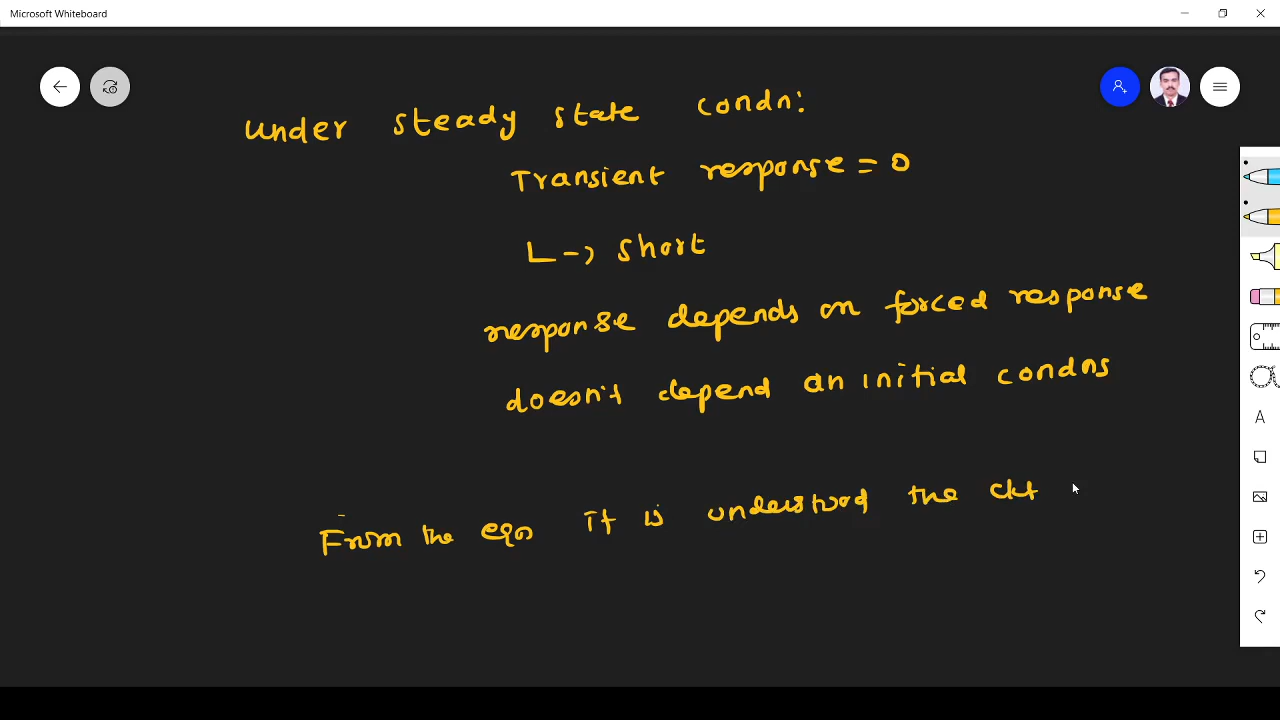 Microsoft Whiteboard
Under steady state condn:
Transient response = 0
L -> short
response depends on forced response
doesn't depend on initial condns
From the eqn it is understood the ckt
A